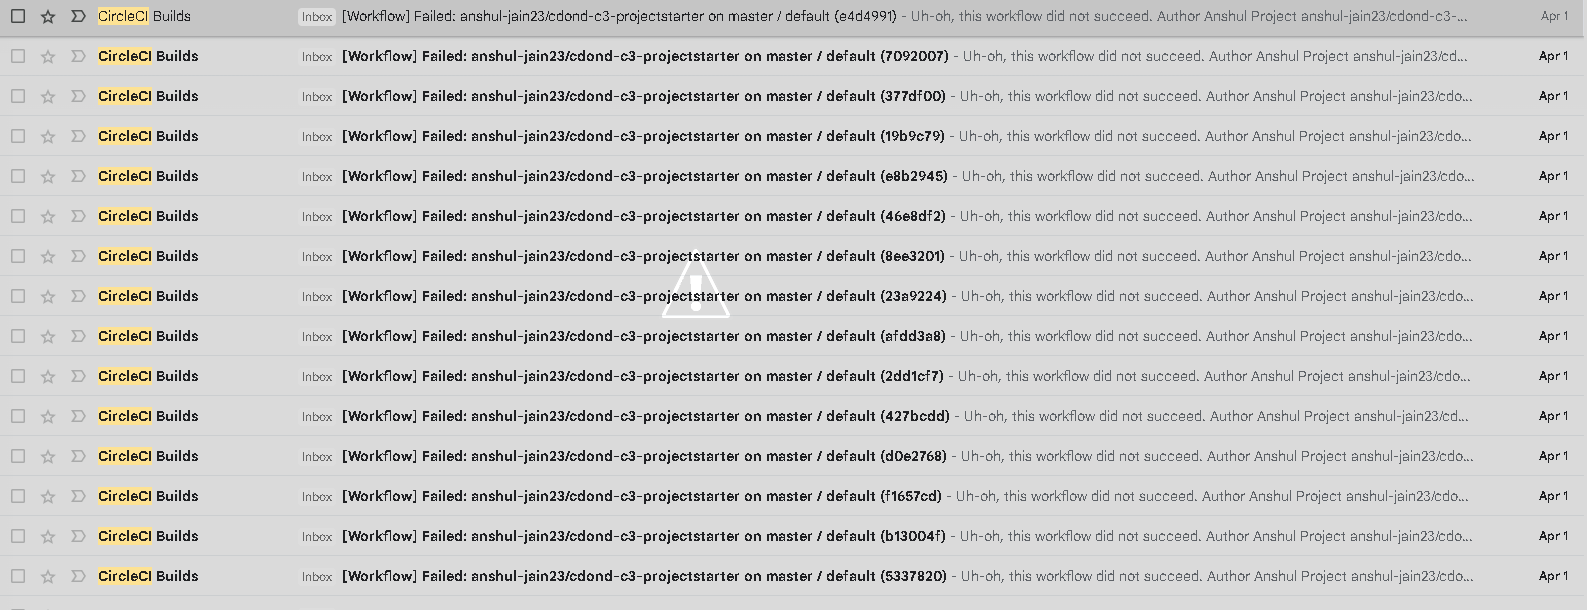 CircleCI Builds Inbox [Workflow] Failed: anshul-jain23/cdond-c3-projectstarter on master / default (e4d4991) - Uh-oh, this workflow did not succeed. Author Anshul Project anshul-jain23/cdond-c3-... Apr 1
CircleCI Builds Inbox [Workflow] Failed: anshul-jain23/cdond-c3-projectstarter on master / default (7092007) - Uh-oh, this workflow did not succeed. Author Anshul Project anshul-jain23/cd... Apr 1
CircleCI Builds Inbox [Workflow] Failed: anshul-jain23/cdond-c3-projectstarter on master / default (377df00) - Uh-oh, this workflow did not succeed. Author Anshul Project anshul-jain23/cdo... Apr 1
CircleCI Builds Inbox [Workflow] Failed: anshul-jain23/cdond-c3-projectstarter on master / default (19b9c79) - Uh-oh, this workflow did not succeed. Author Anshul Project anshul-jain23/cdo... Apr 1
CircleCI Builds Inbox [Workflow] Failed: anshul-jain23/cdond-c3-projectstarter on master / default (e8b2945) - Uh-oh, this workflow did not succeed. Author Anshul Project anshul-jain23/cdo... Apr 1
CircleCI Builds Inbox [Workflow] Failed: anshul-jain23/cdond-c3-projectstarter on master / default (46e8df2) - Uh-oh, this workflow did not succeed. Author Anshul Project anshul-jain23/cdo... Apr 1
CircleCI Builds Inbox [Workflow] Failed: anshul-jain23/cdond-c3-projectstarter on master / default (8ee3201) - Uh-oh, this workflow did not succeed. Author Anshul Project anshul-jain23/cdo... Apr 1
CircleCI Builds Inbox [Workflow] Failed: anshul-jain23/cdond-c3-projectstarter on master / default (23a9224) - Uh-oh, this workflow did not succeed. Author Anshul Project anshul-jain23/cdo... Apr 1
CircleCI Builds Inbox [Workflow] Failed: anshul-jain23/cdond-c3-projectstarter on master / default (afdd3a8) - Uh-oh, this workflow did not succeed. Author Anshul Project anshul-jain23/cdo... Apr 1
CircleCI Builds Inbox [Workflow] Failed: anshul-jain23/cdond-c3-projectstarter on master / default (2dd1cf7) - Uh-oh, this workflow did not succeed. Author Anshul Project anshul-jain23/cdo... Apr 1
CircleCI Builds Inbox [Workflow] Failed: anshul-jain23/cdond-c3-projectstarter on master / default (427bcdd) - Uh-oh, this workflow did not succeed. Author Anshul Project anshul-jain23/cd... Apr 1
CircleCI Builds Inbox [Workflow] Failed: anshul-jain23/cdond-c3-projectstarter on master / default (d0e2768) - Uh-oh, this workflow did not succeed. Author Anshul Project anshul-jain23/cdo... Apr 1
CircleCI Builds Inbox [Workflow] Failed: anshul-jain23/cdond-c3-projectstarter on master / default (f1657cd) - Uh-oh, this workflow did not succeed. Author Anshul Project anshul-jain23/cdo... Apr 1
CircleCI Builds Inbox [Workflow] Failed: anshul-jain23/cdond-c3-projectstarter on master / default (b13004f) - Uh-oh, this workflow did not succeed. Author Anshul Project anshul-jain23/cdo... Apr 1
CircleCI Builds Inbox [Workflow] Failed: anshul-jain23/cdond-c3-projectstarter on master / default (5337820) - Uh-oh, this workflow did not succeed. Author Anshul Project anshul-jain23/cdo... Apr 1